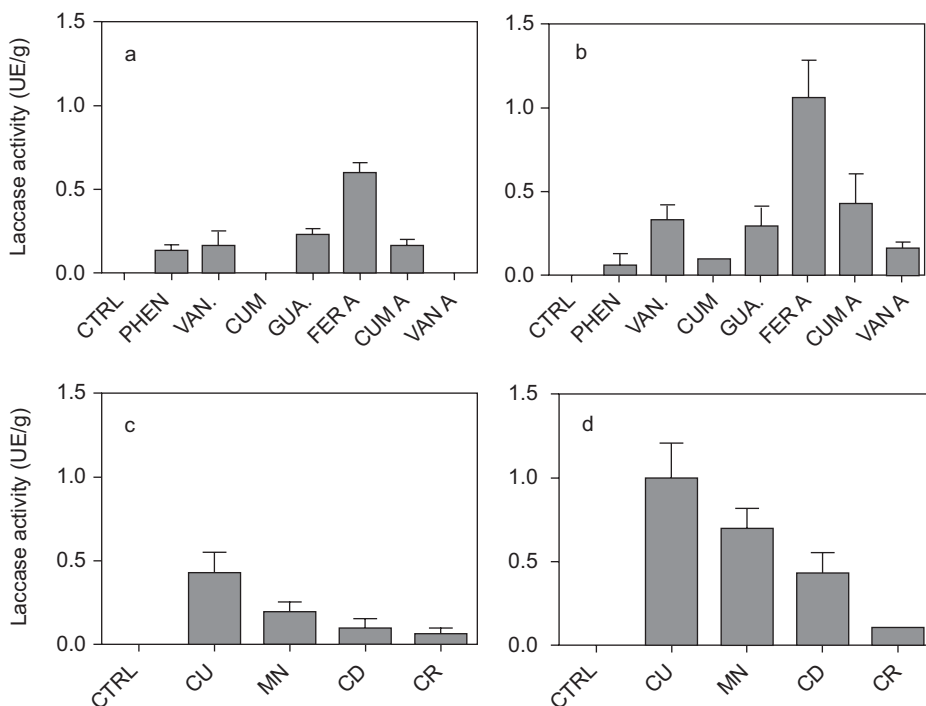 Laccase activity (UE/g)
1.5
1.0
0.5
0.0
a
CTRL
PHEN
VAN.
CUM
GUA.
FER A
CUM A
VAN A
1.5
1.0
0.5
0.0
b
CTRL
PHEN
VAN.
CUM
GUA.
FER A
CUM A
VAN A
Laccase activity (UE/g)
1.5
1.0
0.5
0.0
c
CTRL
CU
MN
CD
CR
1.5
1.0
0.5
0.0
d
CTRL
CU
MN
CD
CR